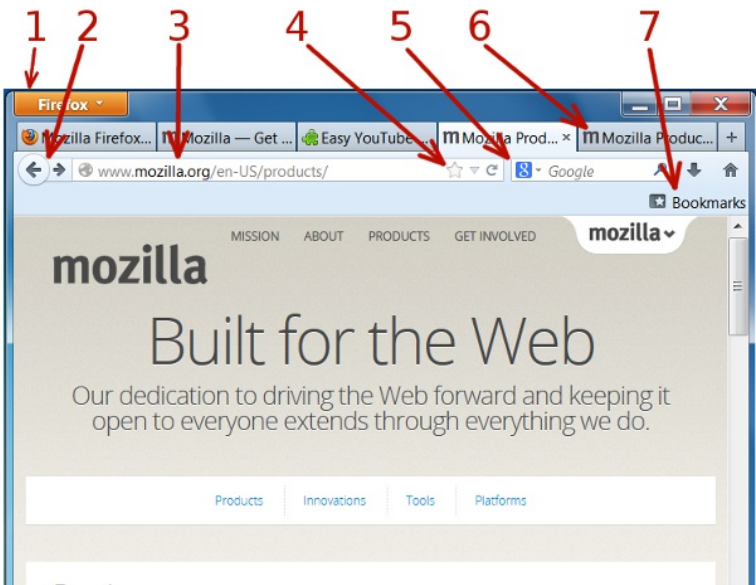 1 2 3 4 5 6 7
Firefox
Mozilla Firefox... Mozilla — Get ... Easy YouTube ... Mozilla Prod... × Mozilla Produc... +
www.mozilla.org/en-US/products/ 8 Google
Bookmarks
MISSION ABOUT PRODUCTS GET INVOLVED mozilla
mozilla
Built for the Web
Our dedication to driving the Web forward and keeping it
open to everyone extends through everything we do.
Products Innovations Tools Platforms